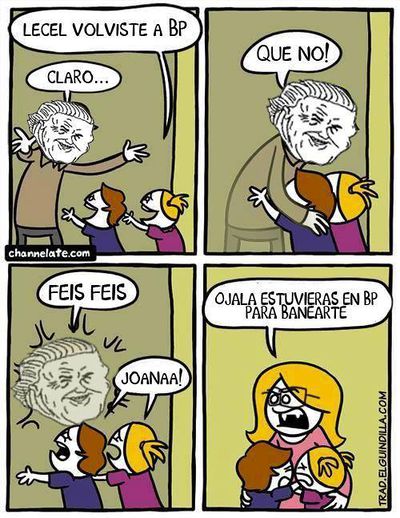 LECEL VOLVISTE A BP
CLARO...
channelate.com
QUE NO!
FEIS FEIS
JOANAA!
OJALA ESTUVIERAS EN BP
PARA BANEARTE
TRAD.ELGUINDILLA.COM